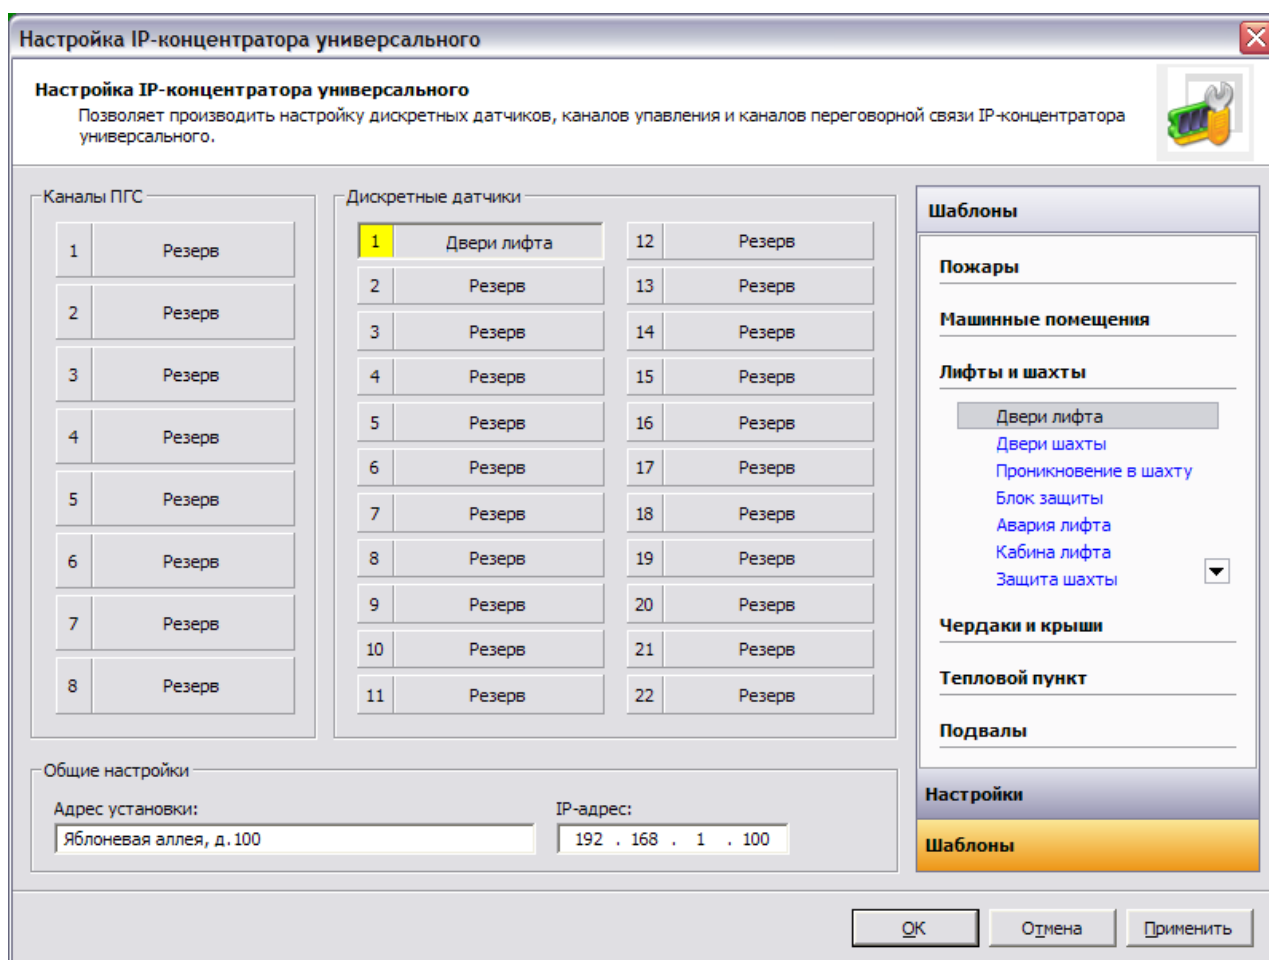 Настройка IP-концентратора универсального
Настройка IP-концентратора универсального
Позволяет производить настройку дискретных датчиков, каналов упавления и каналов переговорной связи IP-концентратора
универсального.
Каналы ПГС
1 Резерв
2 Резерв
3 Резерв
4 Резерв
5 Резерв
6 Резерв
7 Резерв
8 Резерв
Дискретные датчики
1 Двери лифта
2 Резерв
3 Резерв
4 Резерв
5 Резерв
6 Резерв
7 Резерв
8 Резерв
9 Резерв
10 Резерв
11 Резерв
12 Резерв
13 Резерв
14 Резерв
15 Резерв
16 Резерв
17 Резерв
18 Резерв
19 Резерв
20 Резерв
21 Резерв
22 Резерв
Общие настройки
Адрес установки:
Яблоневая аллея, д.100
IP-адрес:
192 . 168 . 1 . 100
Шаблоны
Пожары
Машинные помещения
Лифты и шахты
Двери лифта
Двери шахты
Проникновение в шахту
Блок защиты
Авария лифта
Кабина лифта
Защита шахты
Чердаки и крыши
Тепловой пункт
Подвалы
Настройки
Шаблоны
OK
Отмена
Применить